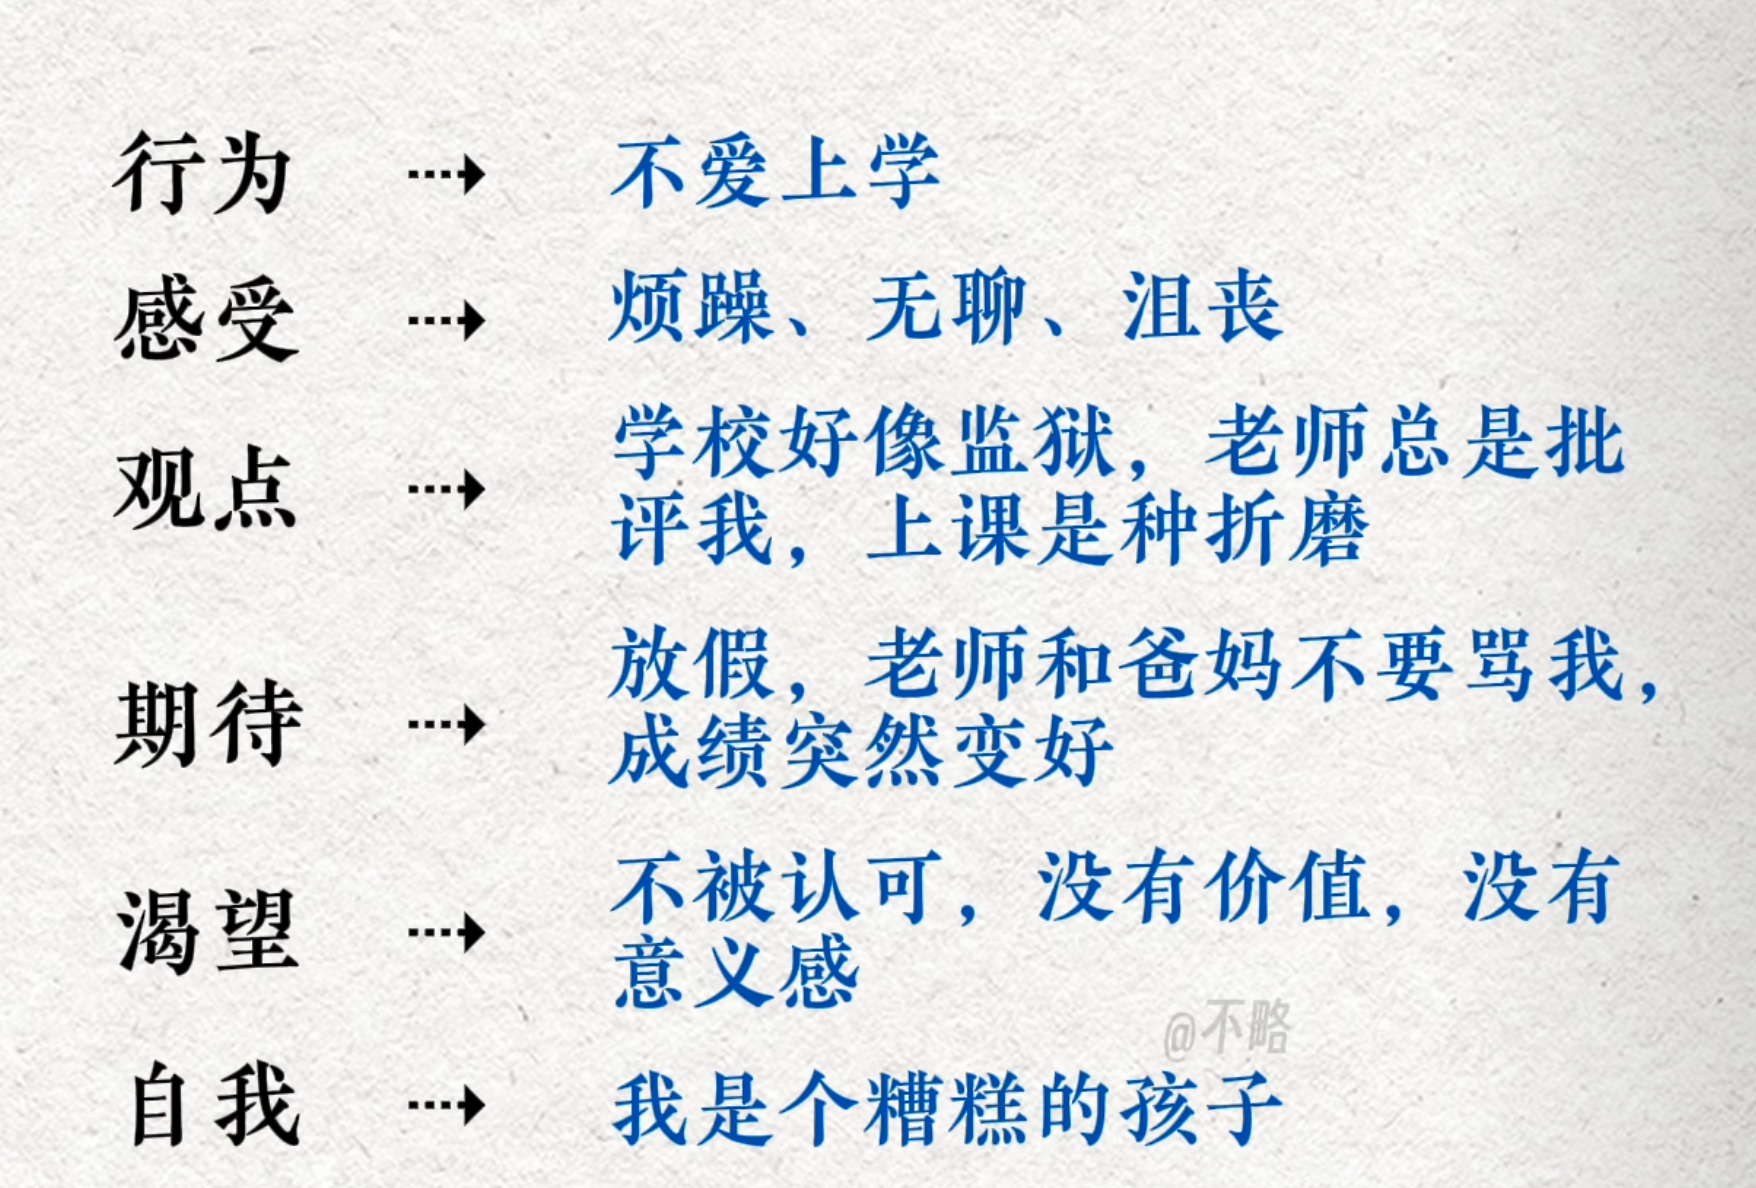 行为 ⇢ 不爱上学
感受 ⇢ 烦躁、无聊、沮丧
观点 ⇢ 学校好像监狱，老师总是批
评我，上课是种折磨
期待 ⇢ 放假，老师和爸妈不要骂我，
成绩突然变好
渴望 ⇢ 不被认可，没有价值，没有
意义感
@不略
自我 ⇢ 我是个糟糕的孩子